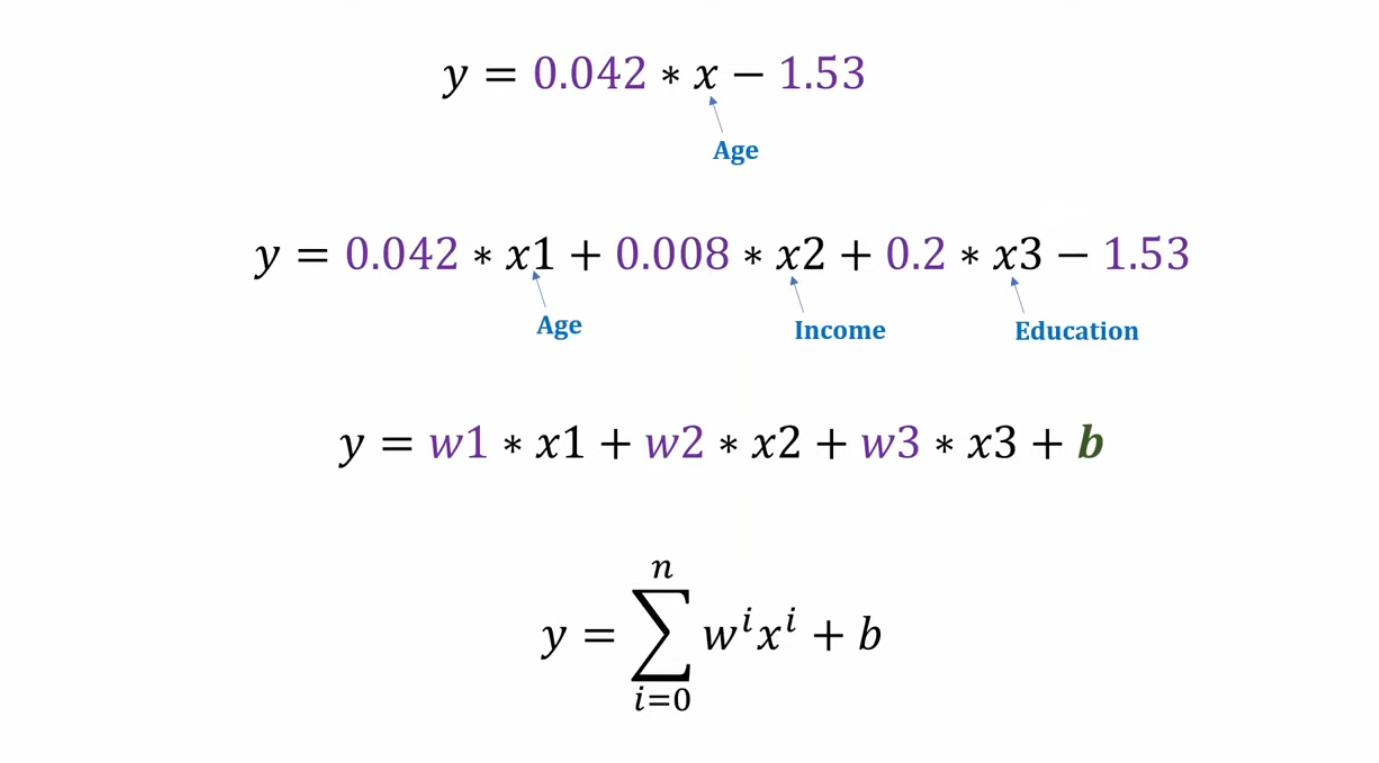 y = 0.042 * x − 1.53
Age
y = 0.042 * x1 + 0.008 * x2 + 0.2 * x3 − 1.53
Age Income Education
y = w1 * x1 + w2 * x2 + w3 * x3 + b
n
y = ∑ wⁱxⁱ + b
i=0